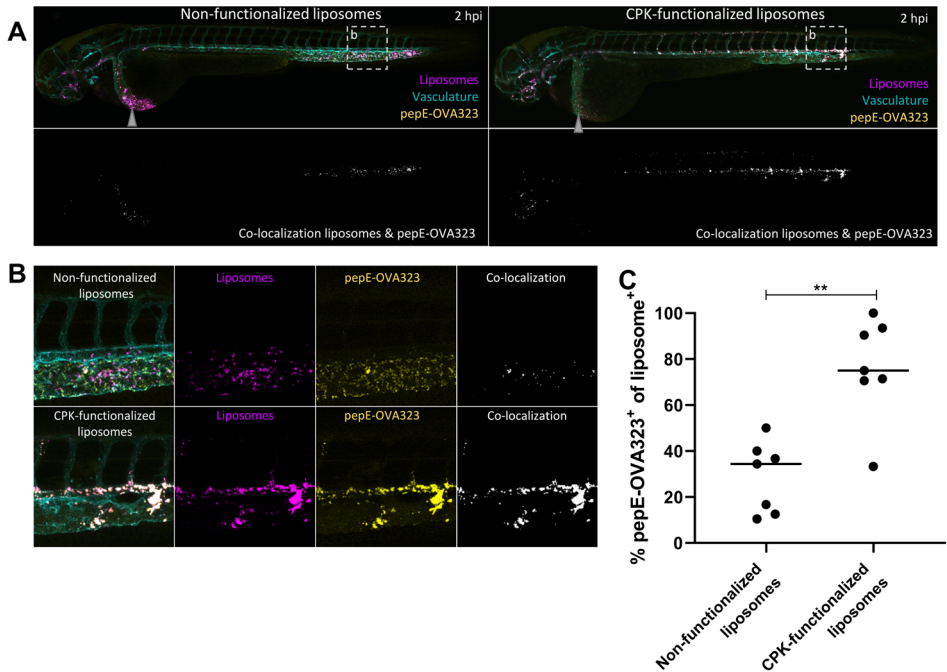 A
Non-functionalized liposomes
2 hpi
b
Liposomes
Vasculature
pepE-OVA323
Co-localization liposomes & pepE-OVA323
CPK-functionalized liposomes
2 hpi
b
Liposomes
Vasculature
pepE-OVA323
Co-localization liposomes & pepE-OVA323
B
Non-functionalized
liposomes
Liposomes
pepE-OVA323
Co-localization
CPK-functionalized
liposomes
Liposomes
pepE-OVA323
Co-localization
C
% pepE-OVA323+ of liposome+
**
100
80
60
40
20
0
Non-functionalized
liposomes
CPK-functionalized
liposomes